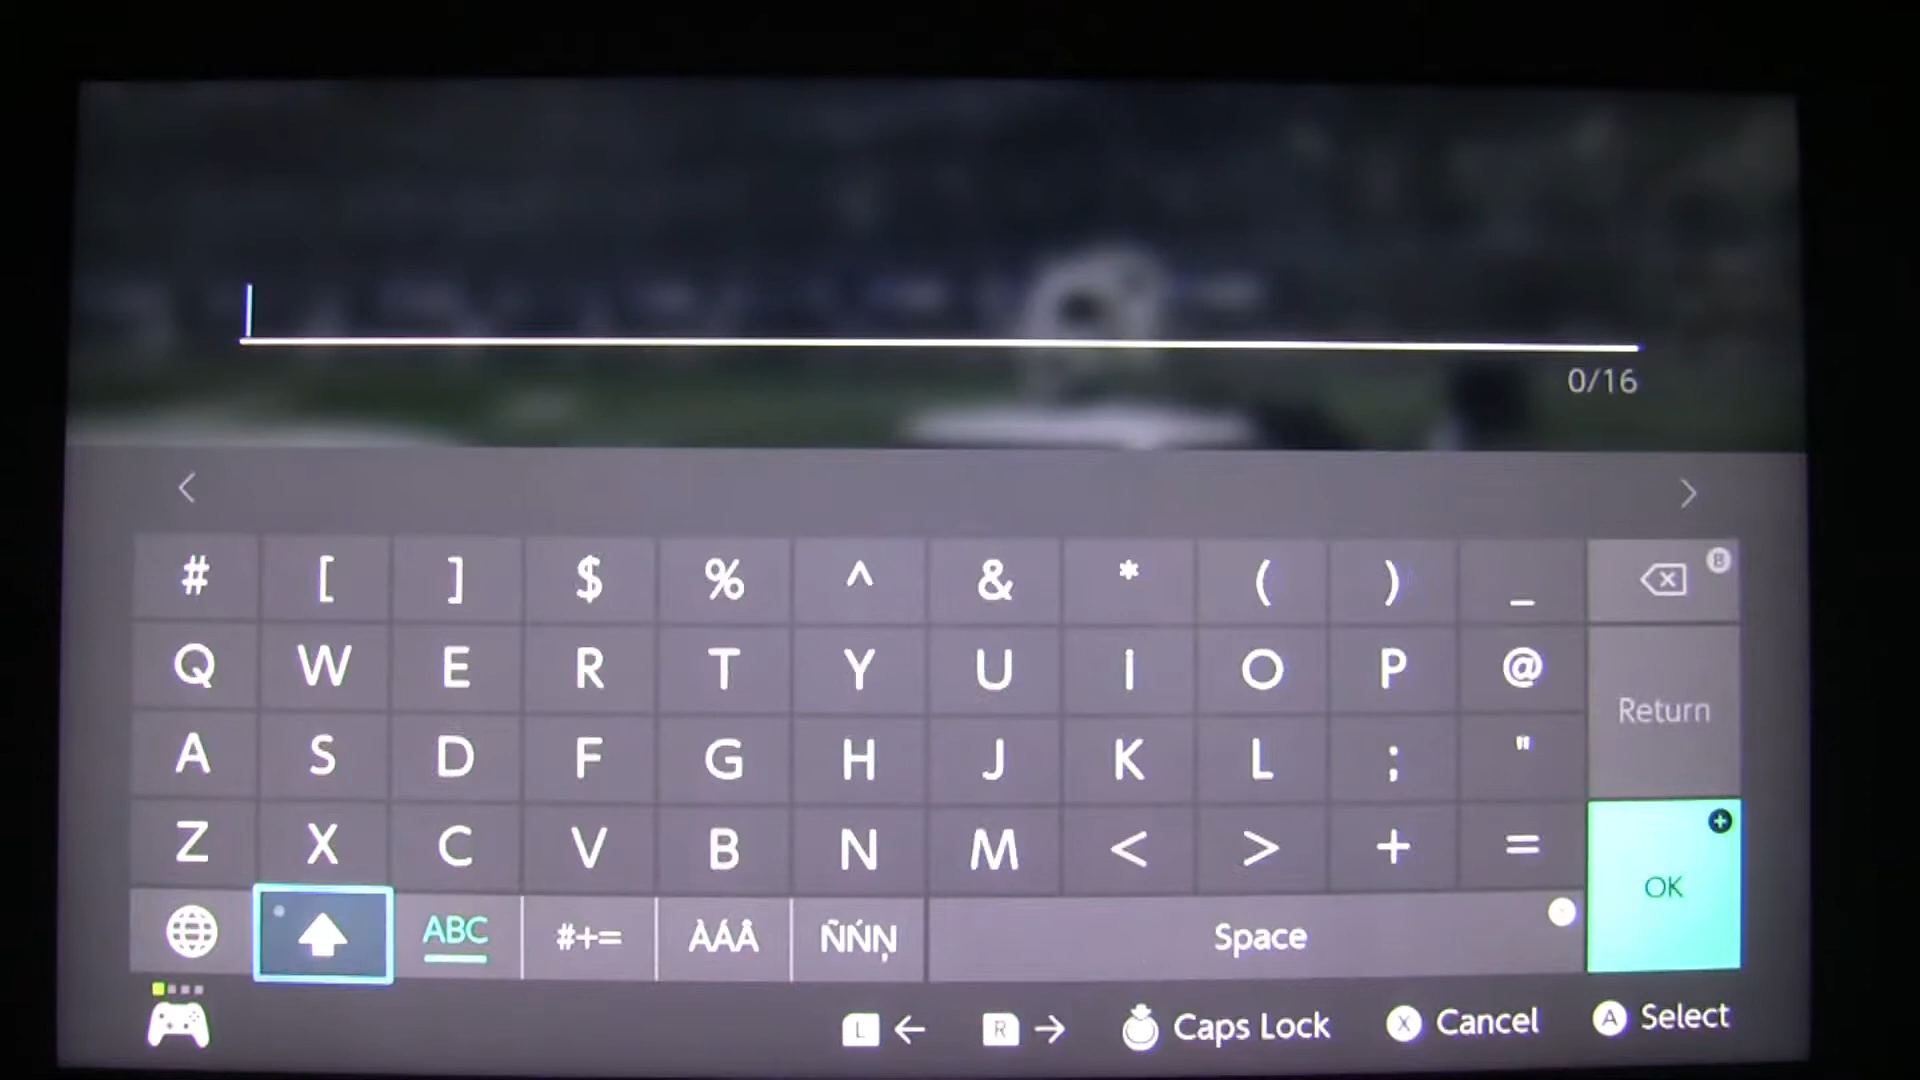 0/16
# [ ] $ % ^ & * ( ) _ B
Q W E R T Y U I O P @ Return
A S D F G H J K L ; "
Z X C V B N M < > + = + OK
ABC #+= ÀÁÂ ÑŃŅ Space
L ← R → Caps Lock X Cancel A Select